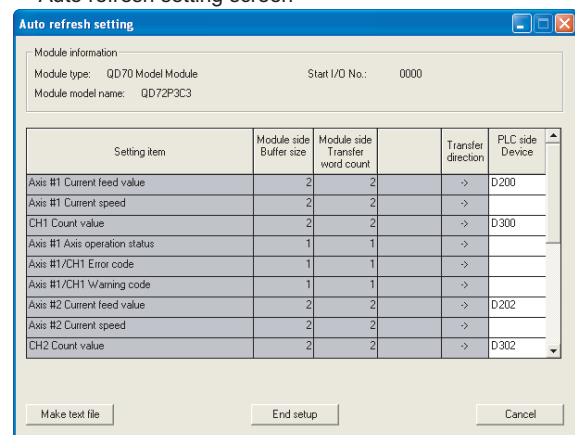 Auto refresh setting screen
Auto refresh setting
Module information
Module type: QD70 Model Module Start I/O No.: 0000
Module model name: QD72P3C3
Setting item Module side Buffer size Module side Transfer word count Transfer direction PLC side Device
Axis #1 Current feed value 2 2 -> D200
Axis #1 Current speed 2 2 ->
CH1 Count value 2 2 -> D300
Axis #1 Axis operation status 1 1 ->
Axis #1/CH1 Error code 1 1 ->
Axis #1/CH1 Warning code 1 1 ->
Axis #2 Current feed value 2 2 -> D202
Axis #2 Current speed 2 2 ->
CH2 Count value 2 2 -> D302
Make text file End setup Cancel